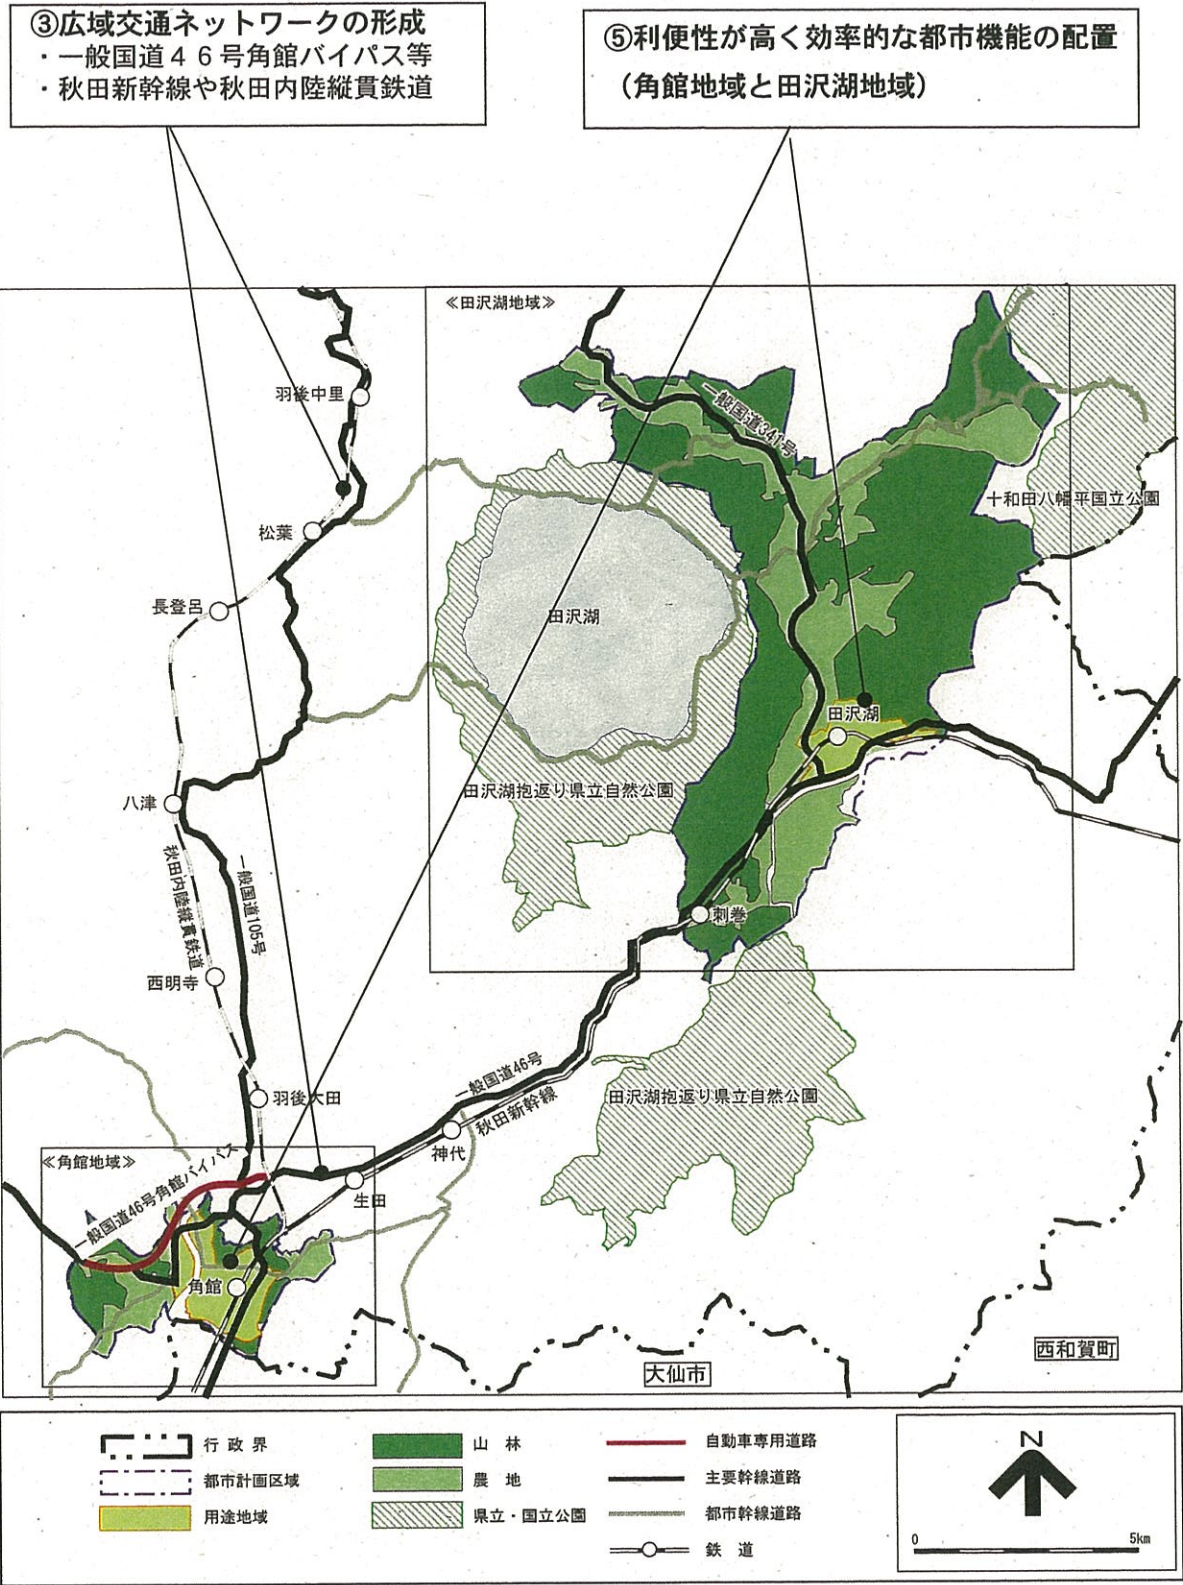 ③広域交通ネットワークの形成
・一般国道46号角館バイパス等
・秋田新幹線や秋田内陸縦貫鉄道
⑤利便性が高く効率的な都市機能の配置
(角館地域と田沢湖地域)
≪田沢湖地域≫
羽後中里
一般国道341号
十和田八幡平国立公園
松葉
長登呂
田沢湖
田沢湖
田沢湖抱返り県立自然公園
八津
秋田内陸縦貫鉄道
一般国道105号
刺巻
西明寺
羽後太田
一般国道46号
秋田新幹線
田沢湖抱返り県立自然公園
神代
≪角館地域≫
一般国道46号角館バイパス
生田
角館
大仙市
西和賀町
行政界
都市計画区域
用途地域
山林
農地
県立・国立公園
自動車専用道路
主要幹線道路
都市幹線道路
鉄道
N
0 5km